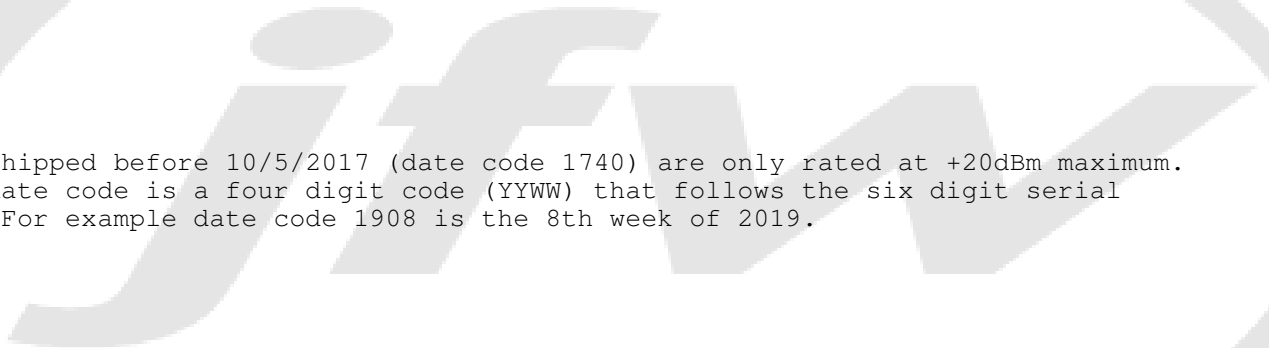 hipped before 10/5/2017 (date code 1740) are only rated at +20dBm maximum.
ate code is a four digit code (YYWW) that follows the six digit serial
For example date code 1908 is the 8th week of 2019.
jfw